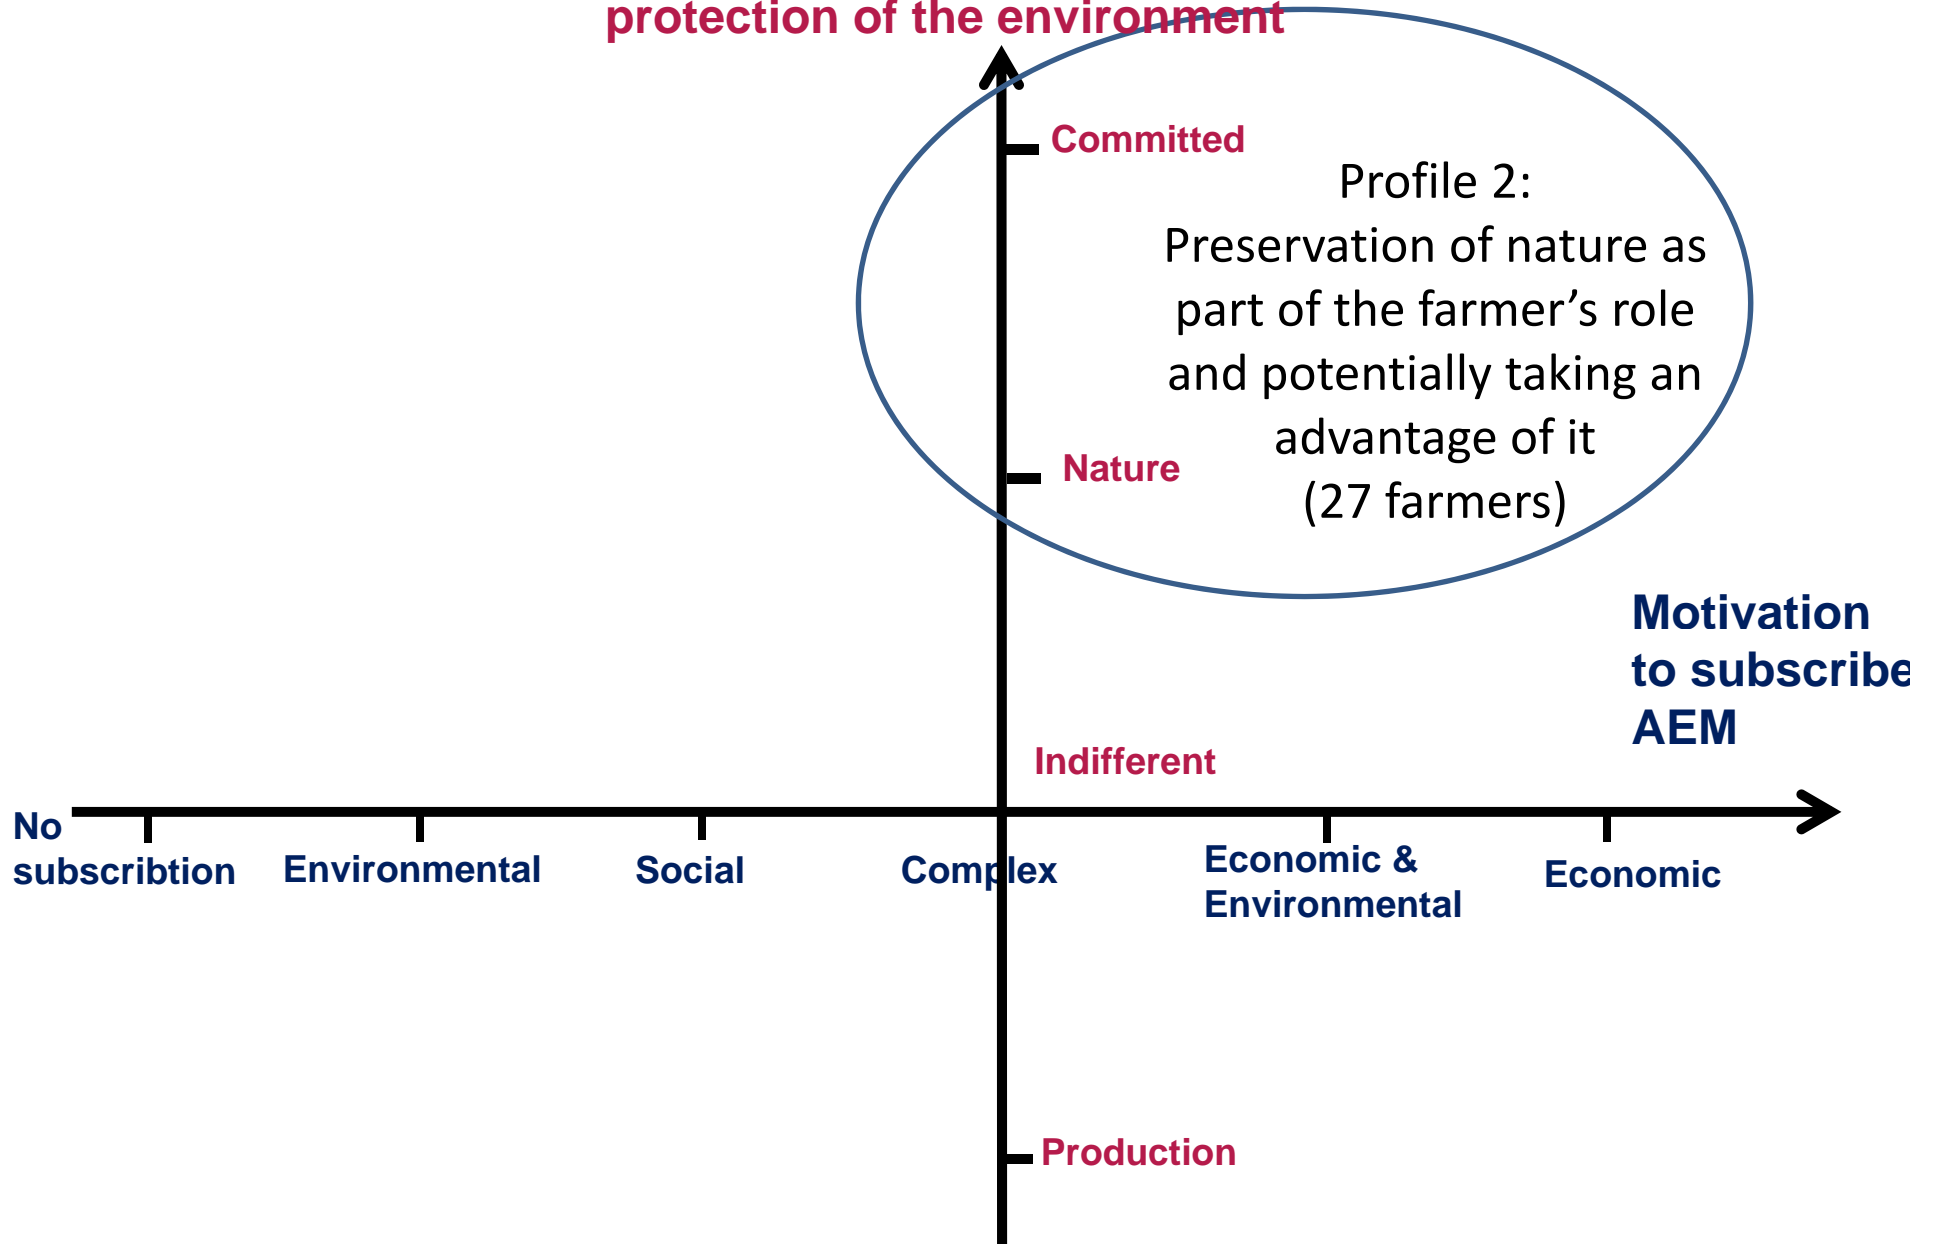 protection of the environment
Committed
Profile 2:
Preservation of nature as
part of the farmer’s role
and potentially taking an
advantage of it
(27 farmers)
Nature
Motivation
to subscribe
AEM
Indifferent
No
subscribtion
Environmental
Social
Complex
Economic &
Environmental
Economic
Production